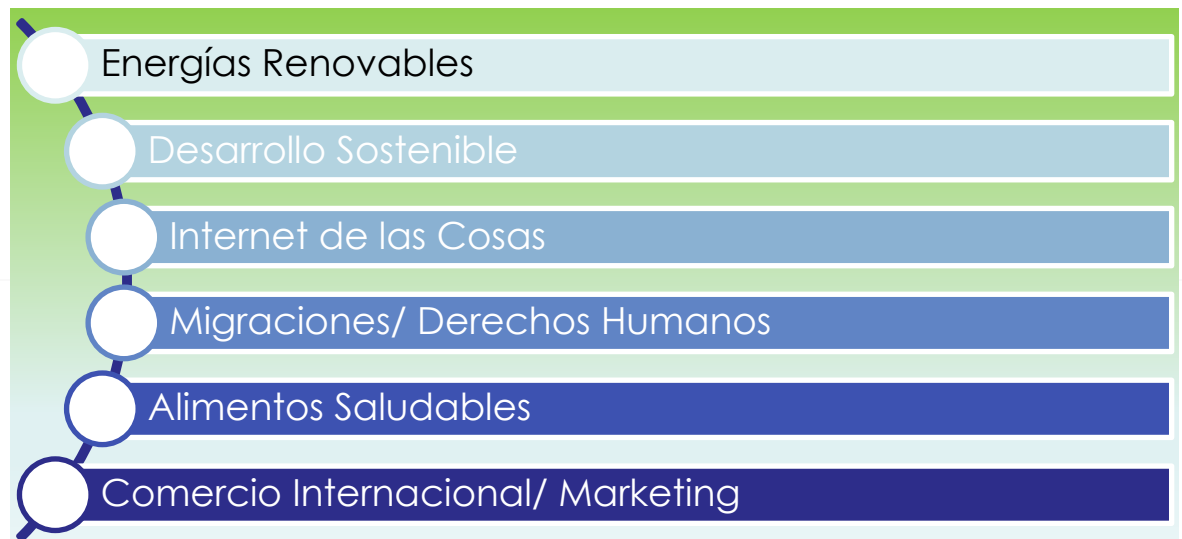 Energías Renovables
Desarrollo Sostenible
Internet de las Cosas
Migraciones/ Derechos Humanos
Alimentos Saludables
Comercio Internacional/ Marketing